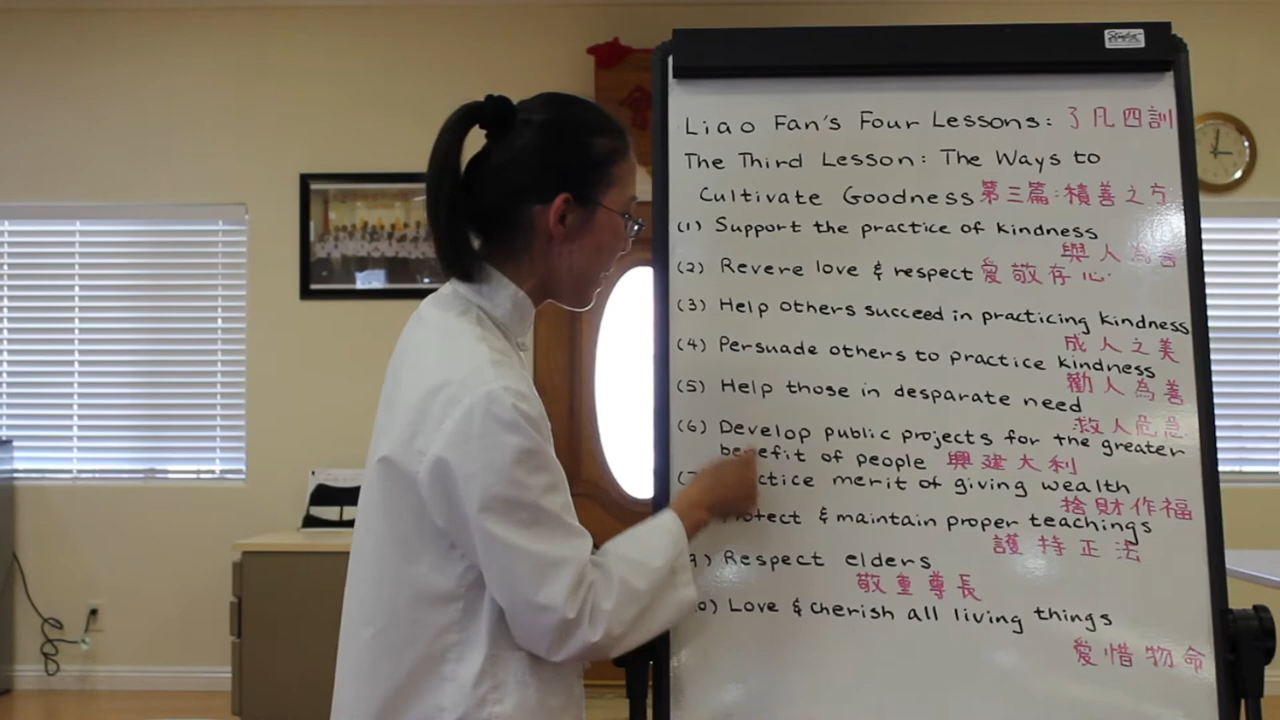 Liao Fan's Four Lessons: 了凡四訓
The Third Lesson: The Ways to
Cultivate Goodness 第三篇:積善之方
(1) Support the practice of kindness
與人為善
(2) Revere love & respect 愛敬存心
(3) Help others succeed in practicing kindness
成人之美
(4) Persuade others to practice kindness
勸人為善
(5) Help those in desparate need
救人危急
(6) Develop public projects for the greater
benefit of people 興建大利
merit of giving wealth
捨財作福
& maintain proper teachings
護持正法
Respect elders
敬重尊長
Love & cherish all living things
愛惜物命